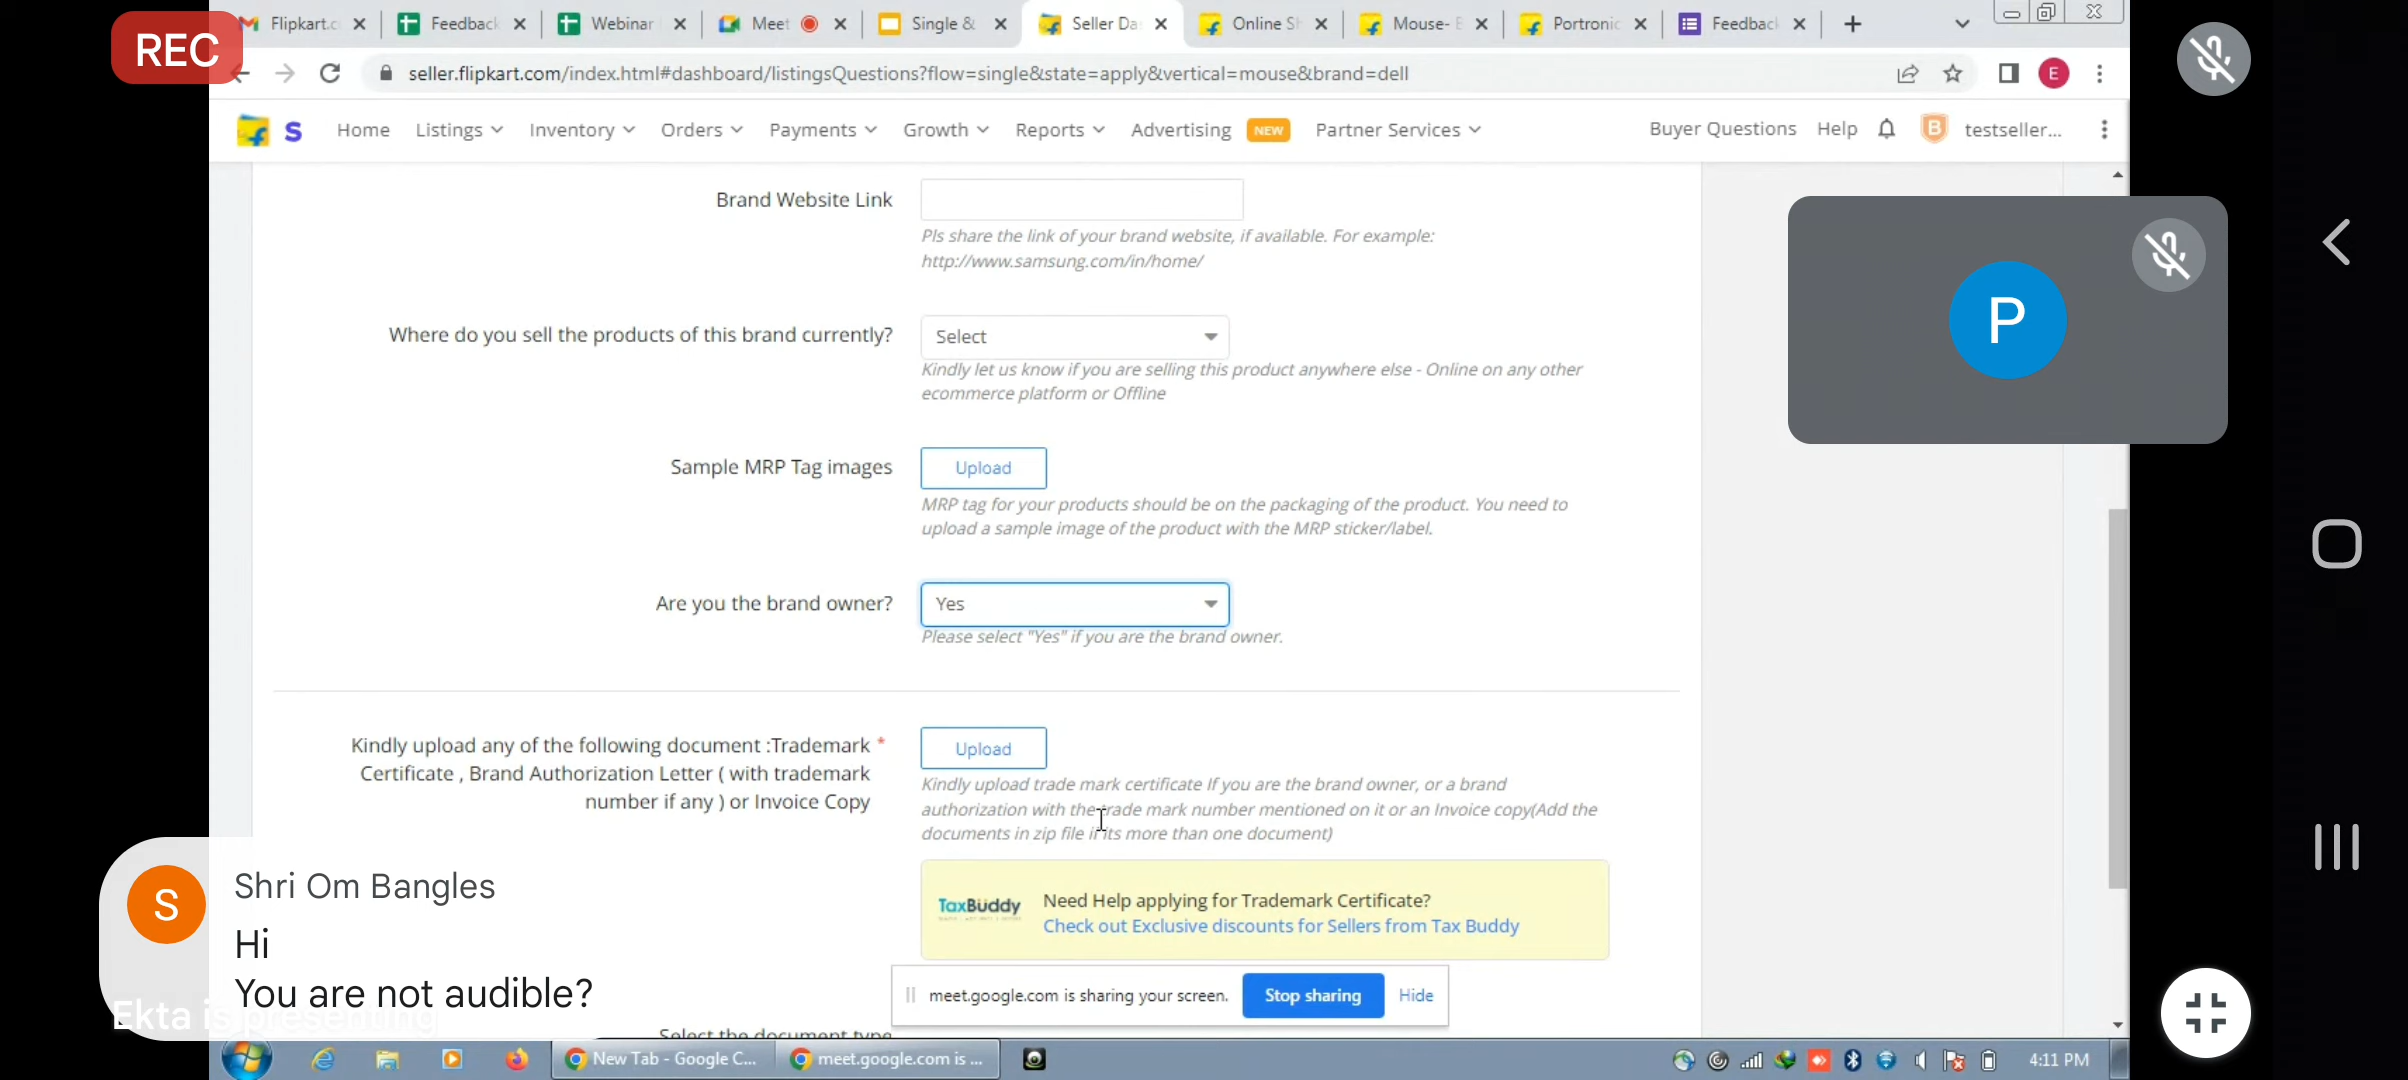 REC
Flipkart.c
Feedback
Webinar
Meet
Single &
Seller Da
Online Sh
Mouse- B
Portronic
Feedbac
seller.flipkart.com/index.html#dashboard/listingsQuestions?flow=single&state=apply&vertical=mouse&brand=dell
E
S Home Listings Inventory Orders Payments Growth Reports Advertising NEW Partner Services Buyer Questions Help B testseller...
Brand Website Link
Pls share the link of your brand website, if available. For example:
http://www.samsung.com/in/home/
P
Where do you sell the products of this brand currently? Select
Kindly let us know if you are selling this product anywhere else - Online on any other
ecommerce platform or Offline
Sample MRP Tag images Upload
MRP tag for your products should be on the packaging of the product. You need to
upload a sample image of the product with the MRP sticker/label.
Are you the brand owner? Yes
Please select "Yes" if you are the brand owner.
Kindly upload any of the following document :Trademark *
Certificate , Brand Authorization Letter ( with trademark
number if any ) or Invoice Copy
Upload
Kindly upload trade mark certificate If you are the brand owner, or a brand
authorization with the trade mark number mentioned on it or an Invoice copy(Add the
documents in zip file if its more than one document)
TaxBuddy
Need Help applying for Trademark Certificate?
Check out Exclusive discounts for Sellers from Tax Buddy
S
Shri Om Bangles
Hi
You are not audible?
Ekta is presenting
meet.google.com is sharing your screen. Stop sharing Hide
Select the document type
New Tab - Google C...
meet.google.com is ...
4:11 PM